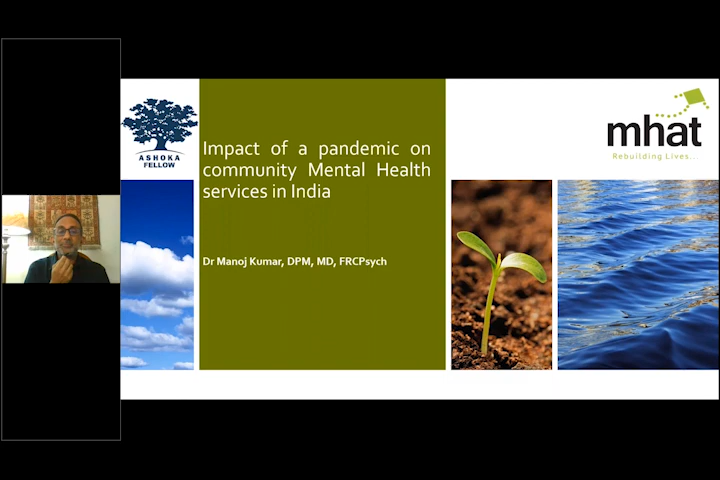 ASHOKA
FELLOW
Impact of a pandemic on
community Mental Health
services in India
Dr Manoj Kumar, DPM, MD, FRCPsych
mhat
Rebuilding Lives...